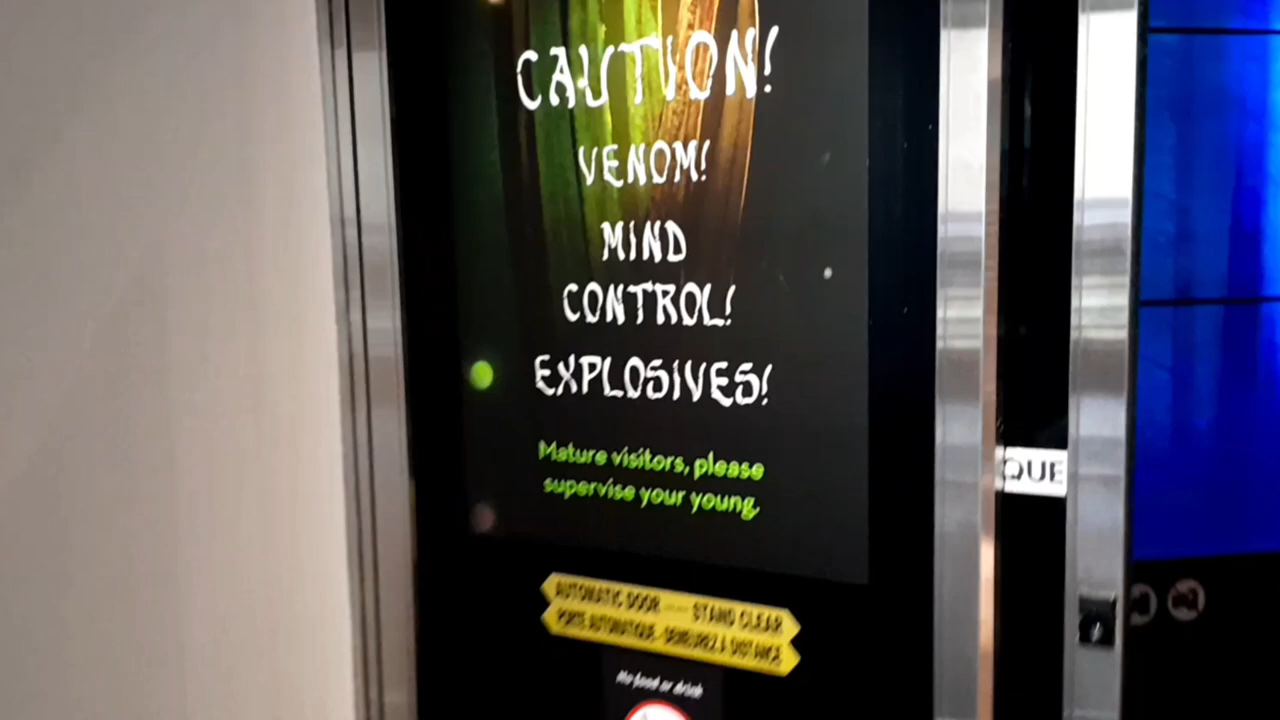 CAUTION!
VENOM!
MIND
CONTROL!
EXPLOSIVES!
Mature visitors, please
supervise your young.
QUE
AUTOMATIC DOOR STAND CLEAR
PORTE AUTOMATIQUE - DEMEUREZ À DISTANCE
No food or drink